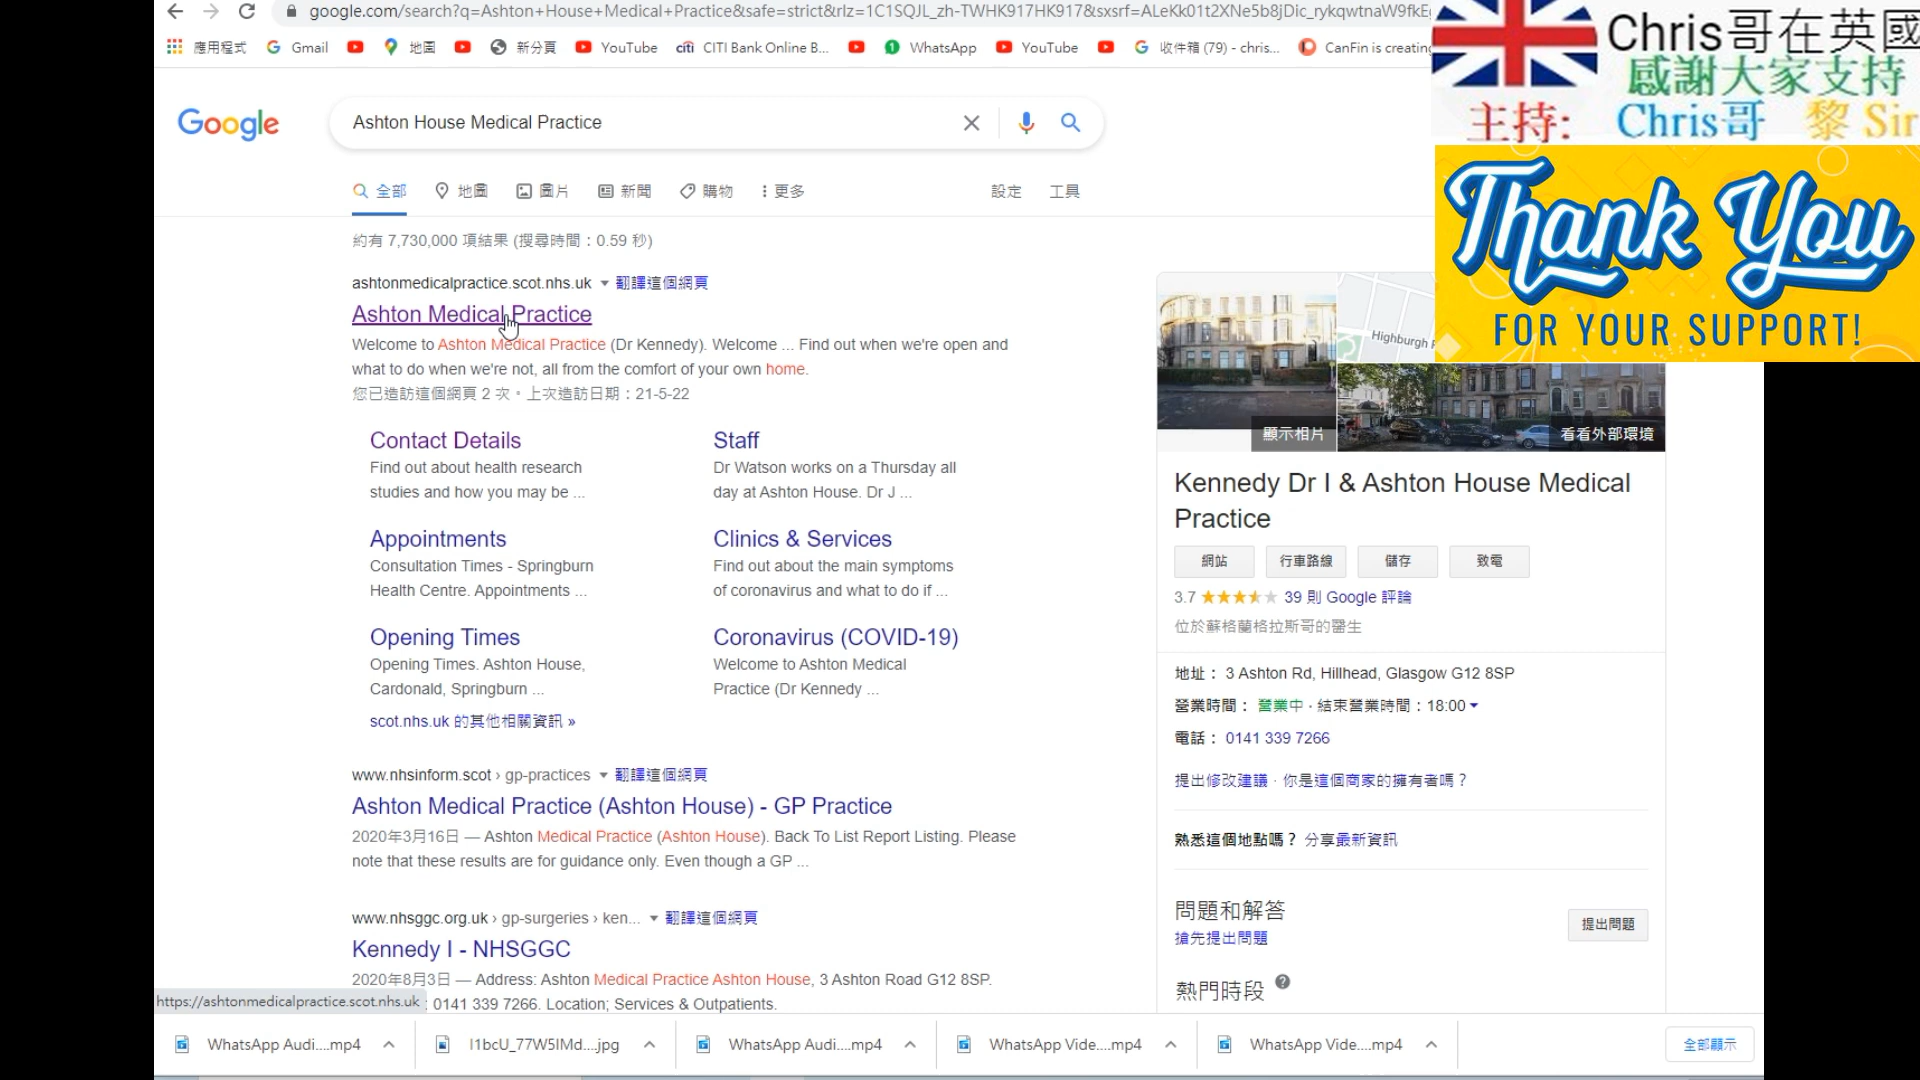 google.com/search?q=Ashton+House+Medical+Practice&safe=strict&rlz=1C1SQJL_zh-TWHK917HK917&sxsrf=ALeKk01t2XNe5b8jDic_rykqwtnaW9fkE
應用程式 Gmail 地圖 新分頁 YouTube citi CITI Bank Online B... WhatsApp YouTube 收件箱 (79) - chris... CanFin is creating
Chris哥在英國
感謝大家支持
主持: Chris哥 黎 Sir
Thank You
FOR YOUR SUPPORT!
Google
Ashton House Medical Practice
全部 地圖 圖片 新聞 購物 更多 設定 工具
約有 7,730,000 項結果 (搜尋時間：0.59 秒)
ashtonmedicalpractice.scot.nhs.uk 翻譯這個網頁
Ashton Medical Practice
Welcome to Ashton Medical Practice (Dr Kennedy). Welcome ... Find out when we're open and
what to do when we're not, all from the comfort of your own home.
您已造訪這個網頁 2 次。上次造訪日期：21-5-22
Contact Details
Find out about health research
studies and how you may be ...
Staff
Dr Watson works on a Thursday all
day at Ashton House. Dr J ...
Appointments
Consultation Times - Springburn
Health Centre. Appointments ...
Clinics & Services
Find out about the main symptoms
of coronavirus and what to do if ...
Opening Times
Opening Times. Ashton House,
Cardonald, Springburn ...
Coronavirus (COVID-19)
Welcome to Ashton Medical
Practice (Dr Kennedy ...
scot.nhs.uk 的其他相關資訊 »
www.nhsinform.scot › gp-practices 翻譯這個網頁
Ashton Medical Practice (Ashton House) - GP Practice
2020年3月16日 — Ashton Medical Practice (Ashton House). Back To List Report Listing. Please
note that these results are for guidance only. Even though a GP ...
www.nhsggc.org.uk › gp-surgeries › ken... 翻譯這個網頁
Kennedy I - NHSGGC
2020年8月3日 — Address: Ashton Medical Practice Ashton House, 3 Ashton Road G12 8SP.
: 0141 339 7266. Location; Services & Outpatients.
https://ashtonmedicalpractice.scot.nhs.uk
Highburgh
顯示相片
看看外部環境
Kennedy Dr I & Ashton House Medical
Practice
網站 行車路線 儲存 致電
3.7 39 則 Google 評論
位於蘇格蘭格拉斯哥的醫生
地址： 3 Ashton Rd, Hillhead, Glasgow G12 8SP
營業時間： 營業中 · 結束營業時間：18:00
電話： 0141 339 7266
提出修改建議 · 你是這個商家的擁有者嗎？
熟悉這個地點嗎？ 分享最新資訊
問題和解答
搶先提出問題
提出問題
熱門時段
WhatsApp Audi....mp4 I1bcU_77W5IMd....jpg WhatsApp Audi....mp4 WhatsApp Vide....mp4 WhatsApp Vide....mp4 全部顯示